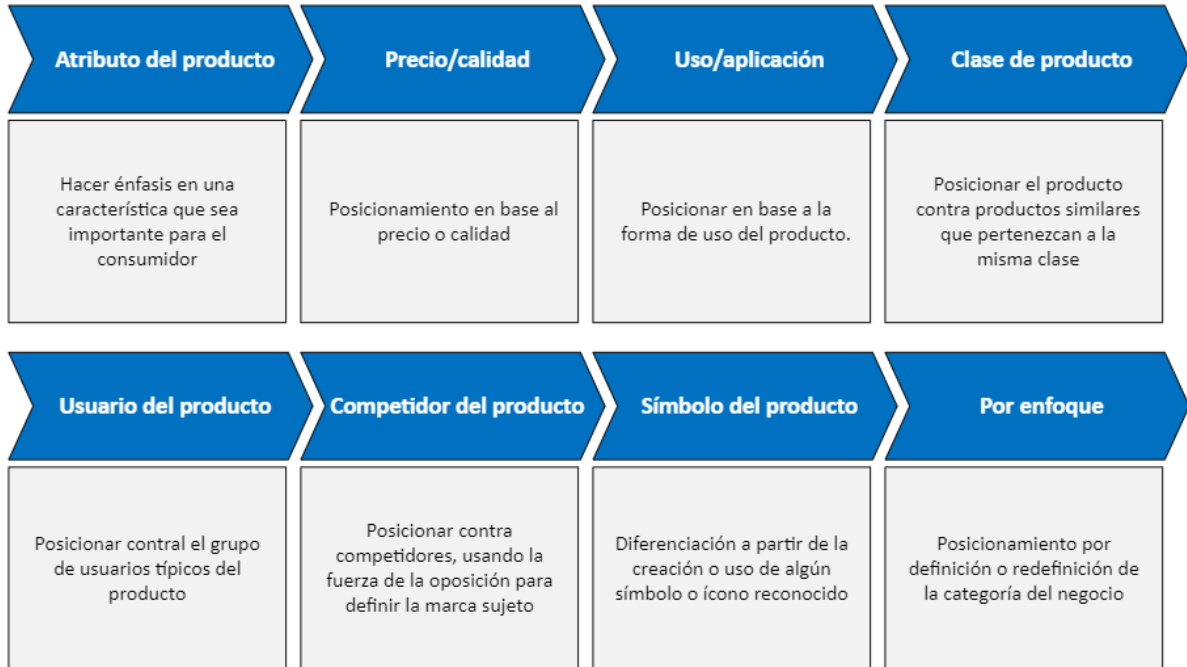 Atributo del producto
Precio/calidad
Uso/aplicación
Clase de producto
Hacer énfasis en una
característica que sea
importante para el
consumidor
Posicionamiento en base al
precio o calidad
Posicionar en base a la
forma de uso del producto.
Posicionar el producto
contra productos similares
que pertenezcan a la
misma clase
Usuario del producto
Competidor del producto
Símbolo del producto
Por enfoque
Posicionar contral el grupo
de usuarios típicos del
producto
Posicionar contra
competidores, usando la
fuerza de la oposición para
definir la marca sujeto
Diferenciación a partir de la
creación o uso de algún
símbolo o ícono reconocido
Posicionamiento por
definición o redefinición de
la categoría del negocio